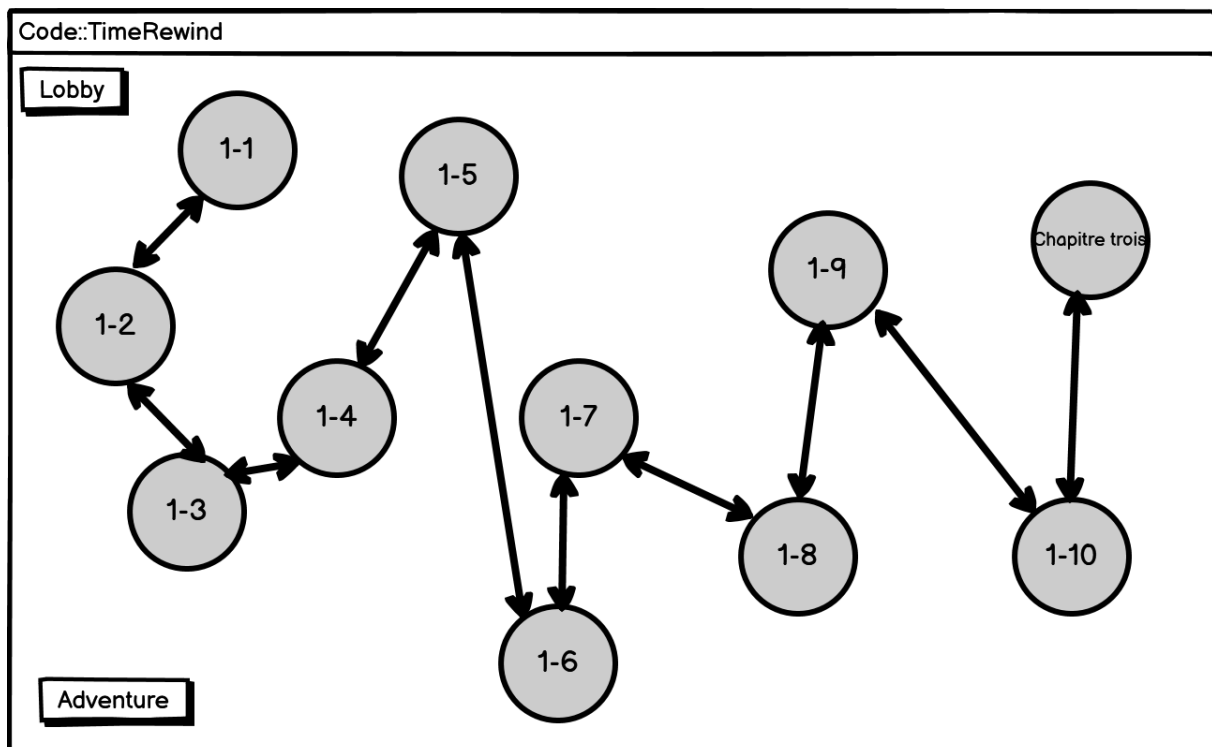 Code::TimeRewind
Lobby
1-1
1-5
Chapitre trois
1-9
1-2
1-4
1-7
1-3
1-8
1-10
1-6
Adventure